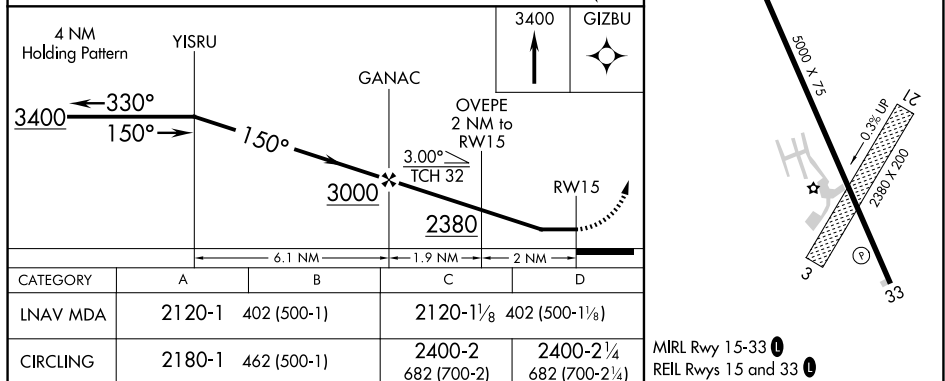 4 NM
Holding Pattern
YISRU
GANAC
OVEPE
2 NM to
RW15
3400
GIZBU
3400
330°
150°
150°
3.00°
TCH 32
3000
2380
RW15
6.1 NM
1.9 NM
2 NM
CATEGORY A B C D
LNAV MDA 2120-1 402 (500-1) 2120-1⅛ 402 (500-1⅛)
CIRCLING 2180-1 462 (500-1) 2400-2 682 (700-2) 2400-2¼ 682 (700-2¼)
5000 X 75
21
0.3% UP
2380 X 200
P
3
33
MIRL Rwy 15-33 L
REIL Rwys 15 and 33 L